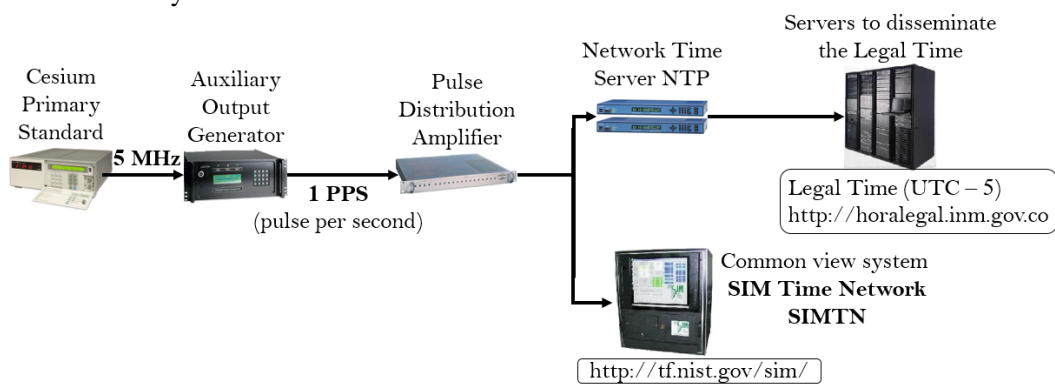 Cesium
Primary
Standard
5 MHz
Auxiliary
Output
Generator
1 PPS
(pulse per second)
Pulse
Distribution
Amplifier
Network Time
Server NTP
Servers to disseminate
the Legal Time
Legal Time (UTC – 5)
http://horalegal.inm.gov.co
Common view system
SIM Time Network
SIMTN
http://tf.nist.gov/sim/
SIM